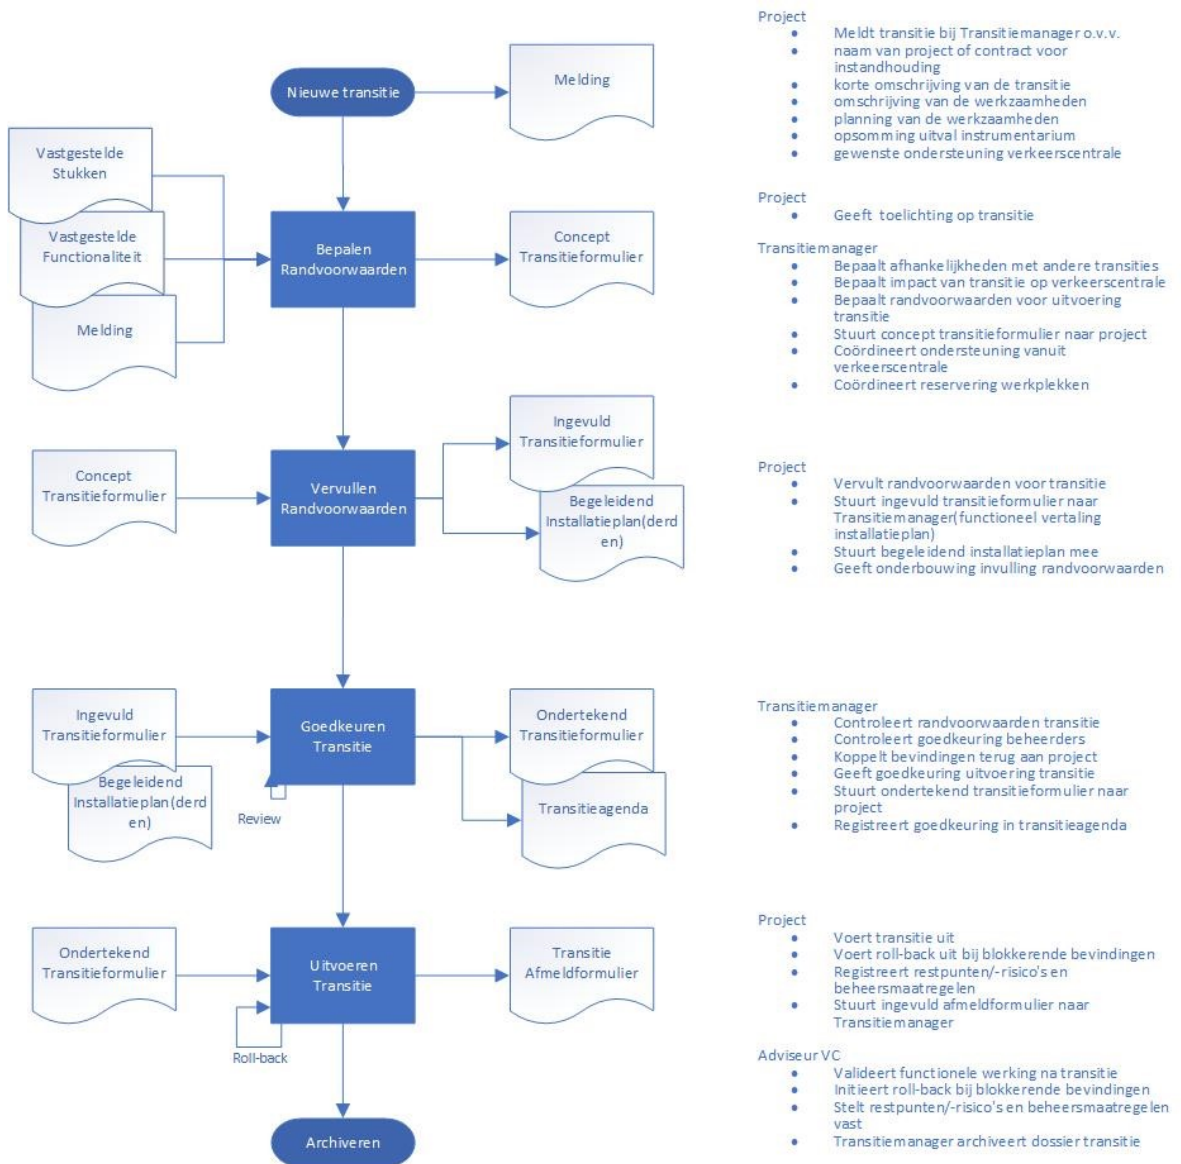 Nieuwe transitie
Melding
Vastgestelde
Stukken
Vastgestelde
Functionaliteit
Melding
Bepalen
Randvoorwaarden
Concept
Transitieformulier
Concept
Transitieformulier
Vervullen
Randvoorwaarden
Ingevuld
Transitieformulier
Begeleidend
Installatieplan(derd
en)
Ingevuld
Transitieformulier
Begeleidend
Installatieplan(derd
en)
Goedkeuren
Transitie
Review
Ondertekend
Transitieformulier
Transitieagenda
Ondertekend
Transitieformulier
Uitvoeren
Transitie
Roll-back
Transitie
Afmeldformulier
Archiveren
Project
• Meldt transitie bij Transitiemanager o.v.v.
• naam van project of contract voor
instandhouding
• korte omschrijving van de transitie
• omschrijving van de werkzaamheden
• planning van de werkzaamheden
• opsomming uitval instrumentarium
• gewenste ondersteuning verkeerscentrale
Project
• Geeft toelichting op transitie
Transitiemanager
• Bepaalt afhankelijkheden met andere transities
• Bepaalt impact van transitie op verkeerscentrale
• Bepaalt randvoorwaarden voor uitvoering
transitie
• Stuurt concept transitieformulier naar project
• Coördineert ondersteuning vanuit
verkeerscentrale
• Coördineert reservering werkplekken
Project
• Vervult randvoorwaarden voor transitie
• Stuurt ingevuld transitieformulier naar
Transitiemanager(functioneel vertaling
installatieplan)
• Stuurt begeleidend installatieplan mee
• Geeft onderbouwing invulling randvoorwaarden
Transitiemanager
• Controleert randvoorwaarden transitie
• Controleert goedkeuring beheerders
• Koppelt bevindingen terug aan project
• Geeft goedkeuring uitvoering transitie
• Stuurt ondertekend transitieformulier naar
project
• Registreert goedkeuring in transitieagenda
Project
• Voert transitie uit
• Voert roll-back uit bij blokkerende bevindingen
• Registreert restpunten/-risico's en
beheersmaatregelen
• Stuurt ingevuld afmeldformulier naar
Transitiemanager
Adviseur VC
• Valideert functionele werking na transitie
• Initieert roll-back bij blokkerende bevindingen
• Stelt restpunten/-risico's en beheersmaatregelen
vast
• Transitiemanager archiveert dossier transitie